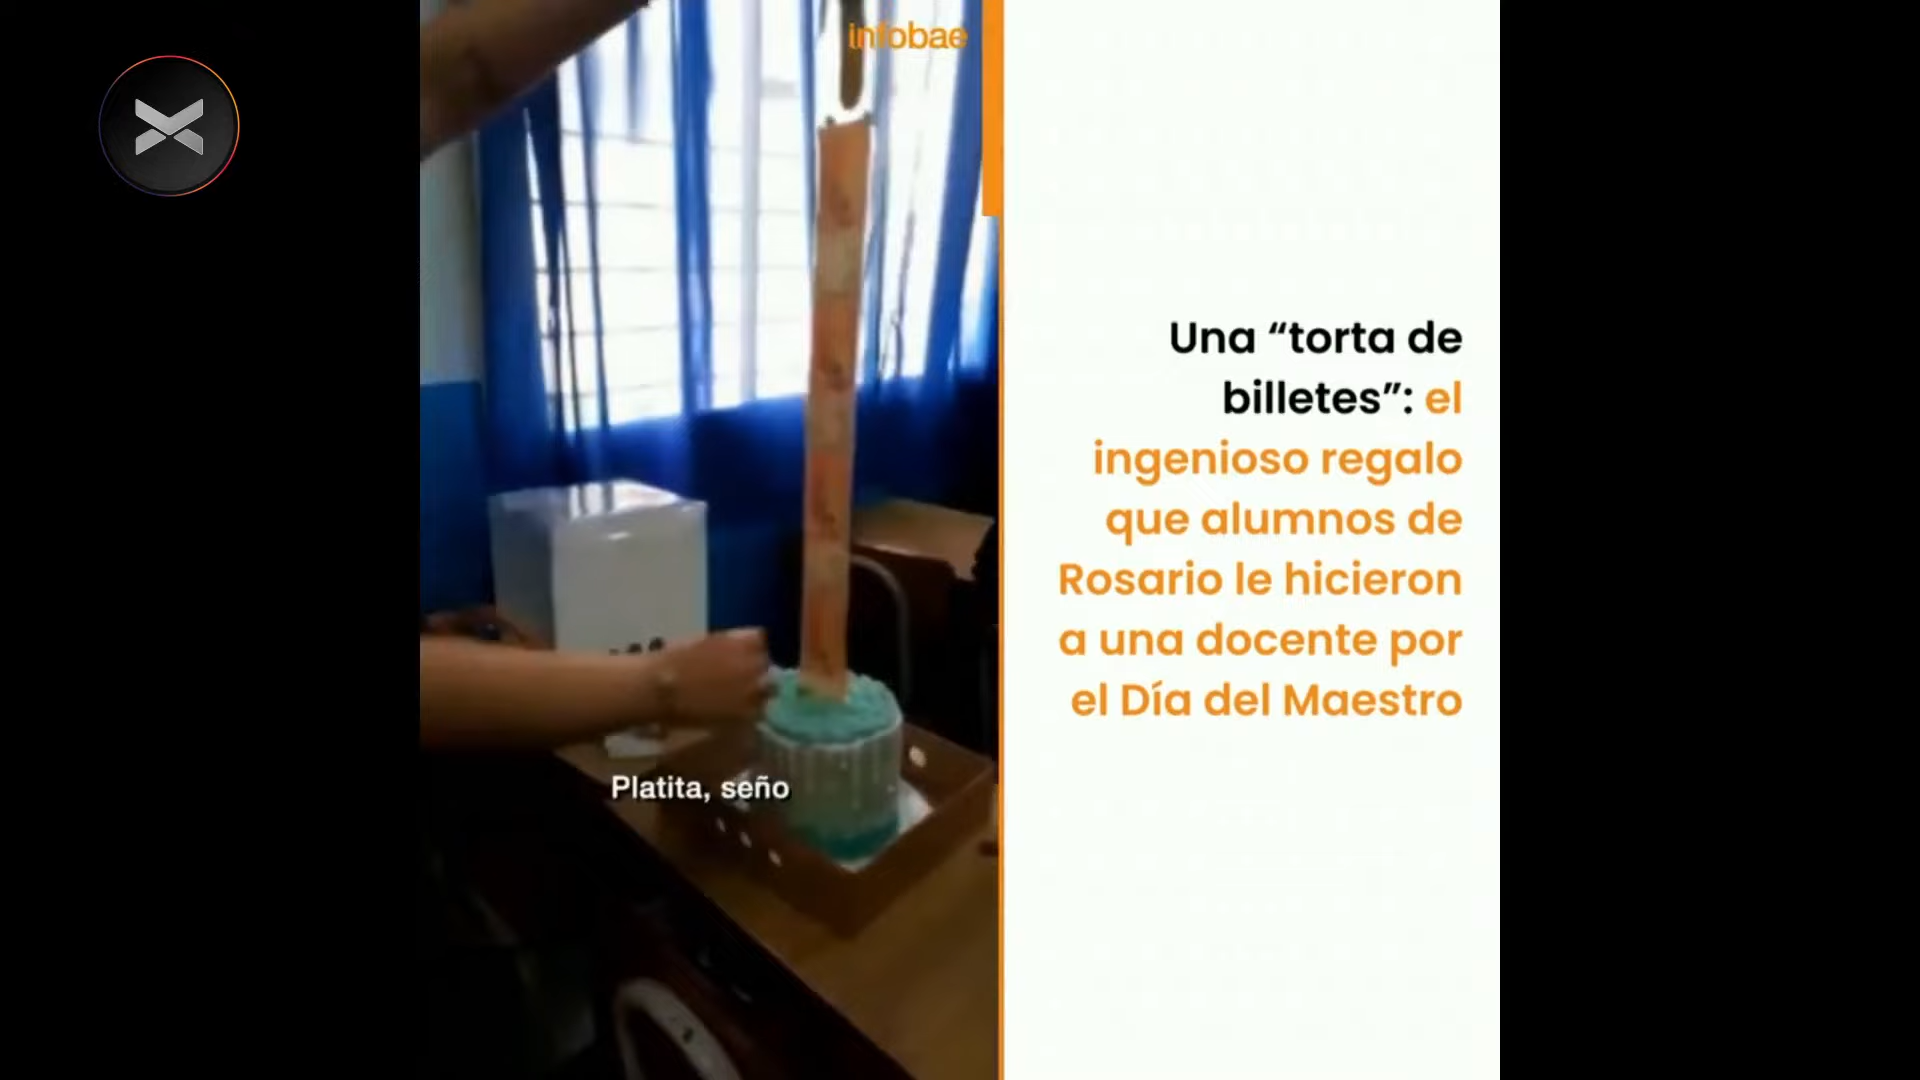 infobae
Platita, seño
Una “torta de
billetes”: el
ingenioso regalo
que alumnos de
Rosario le hicieron
a una docente por
el Día del Maestro